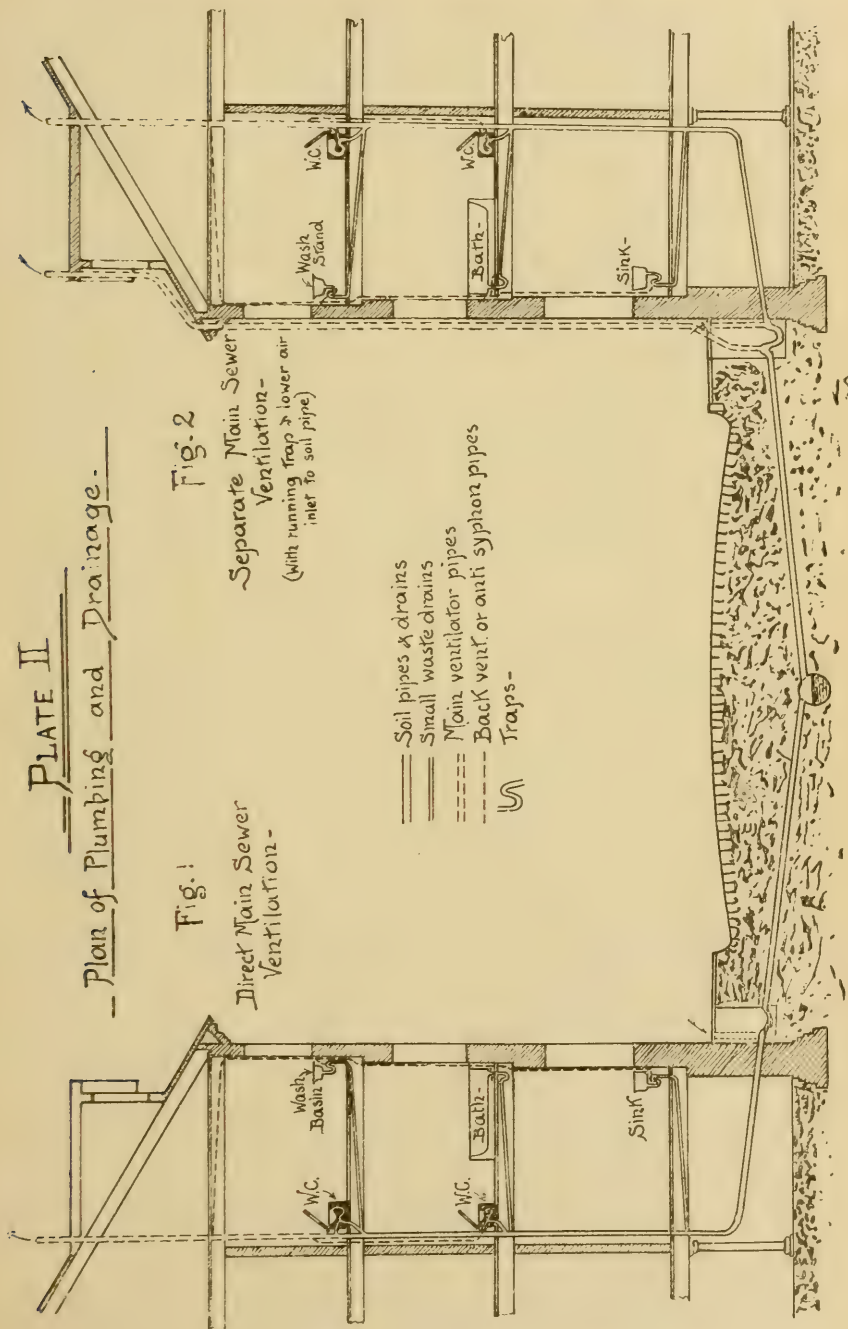 PLATE II
Plan of Plumbing and Drainage.
Fig. 1
Direct Main Sewer
Ventilation-
Fig. 2
Separate Main Sewer
Ventilation-
(With running Trap & lower air
inlet to soil pipe)
Soil pipes & drains
Small waste drains
Main ventilator pipes
Back vent. or anti syphon pipes
Traps-
W.C.
Wash
Basin
W.C.
Bath-
Sink
Wash
Stand
W.C.
Bath-
W.C.
Sink-